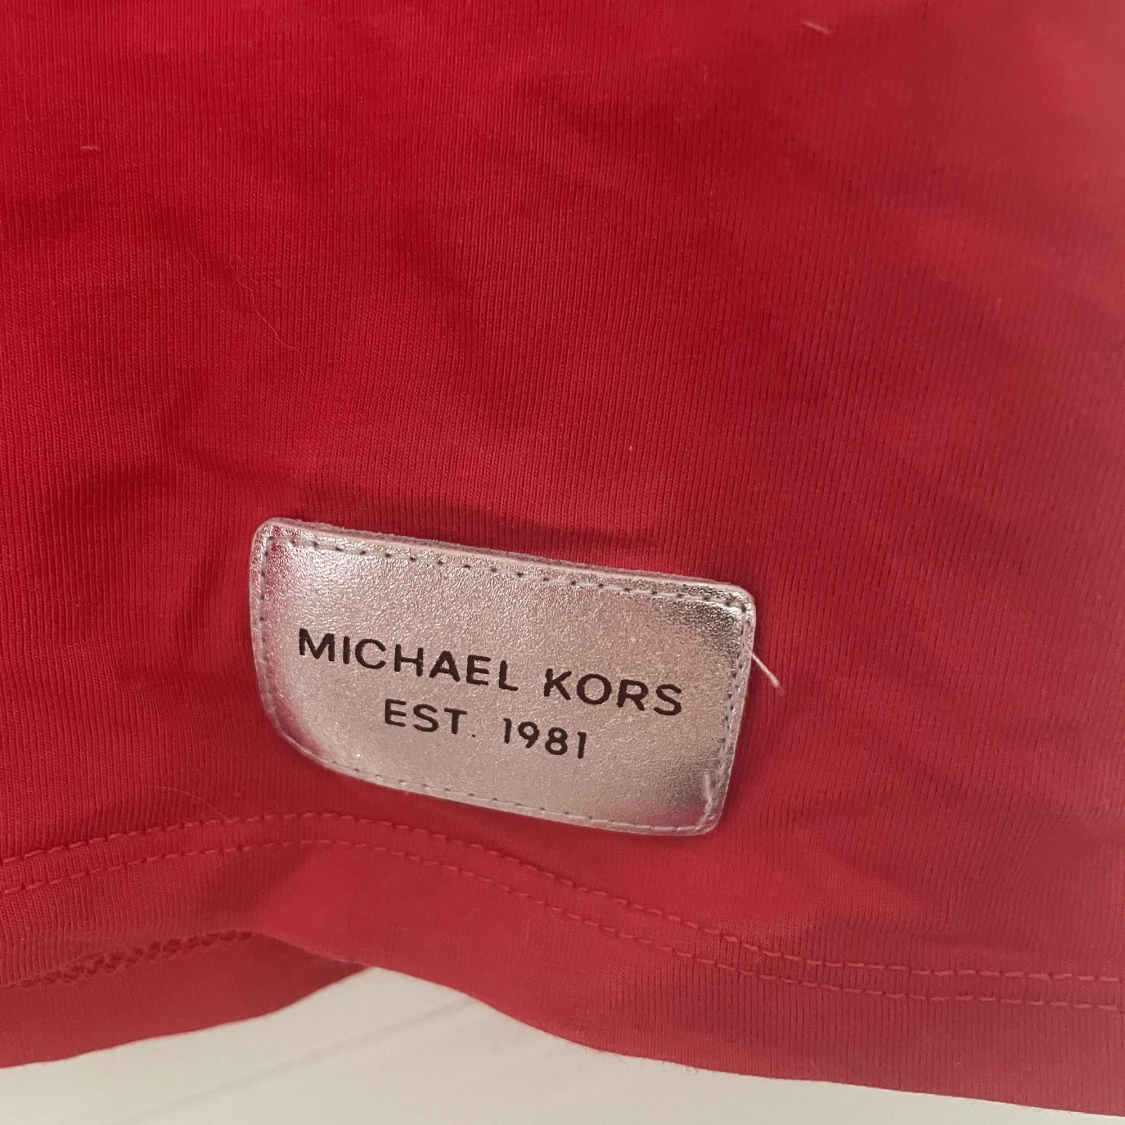 MICHAEL KORS
EST. 1981